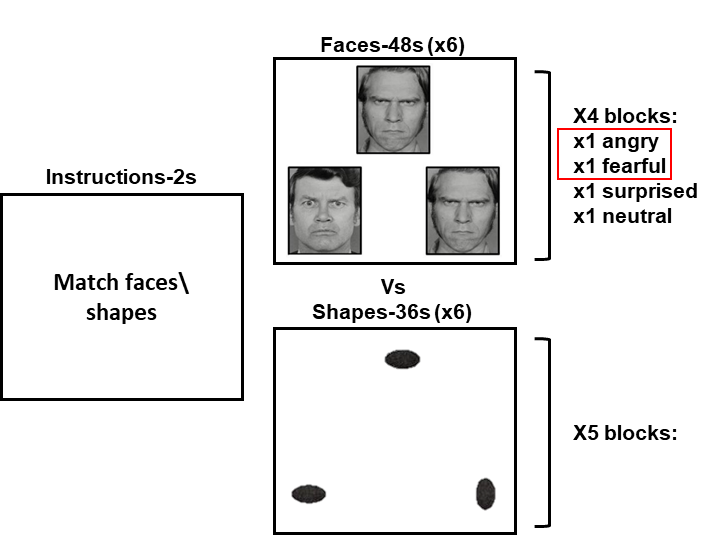 Instructions-2s
Match faces\
shapes
Faces-48s (x6)
Vs
Shapes-36s (x6)
X4 blocks:
x1 angry
x1 fearful
x1 surprised
x1 neutral
X5 blocks: